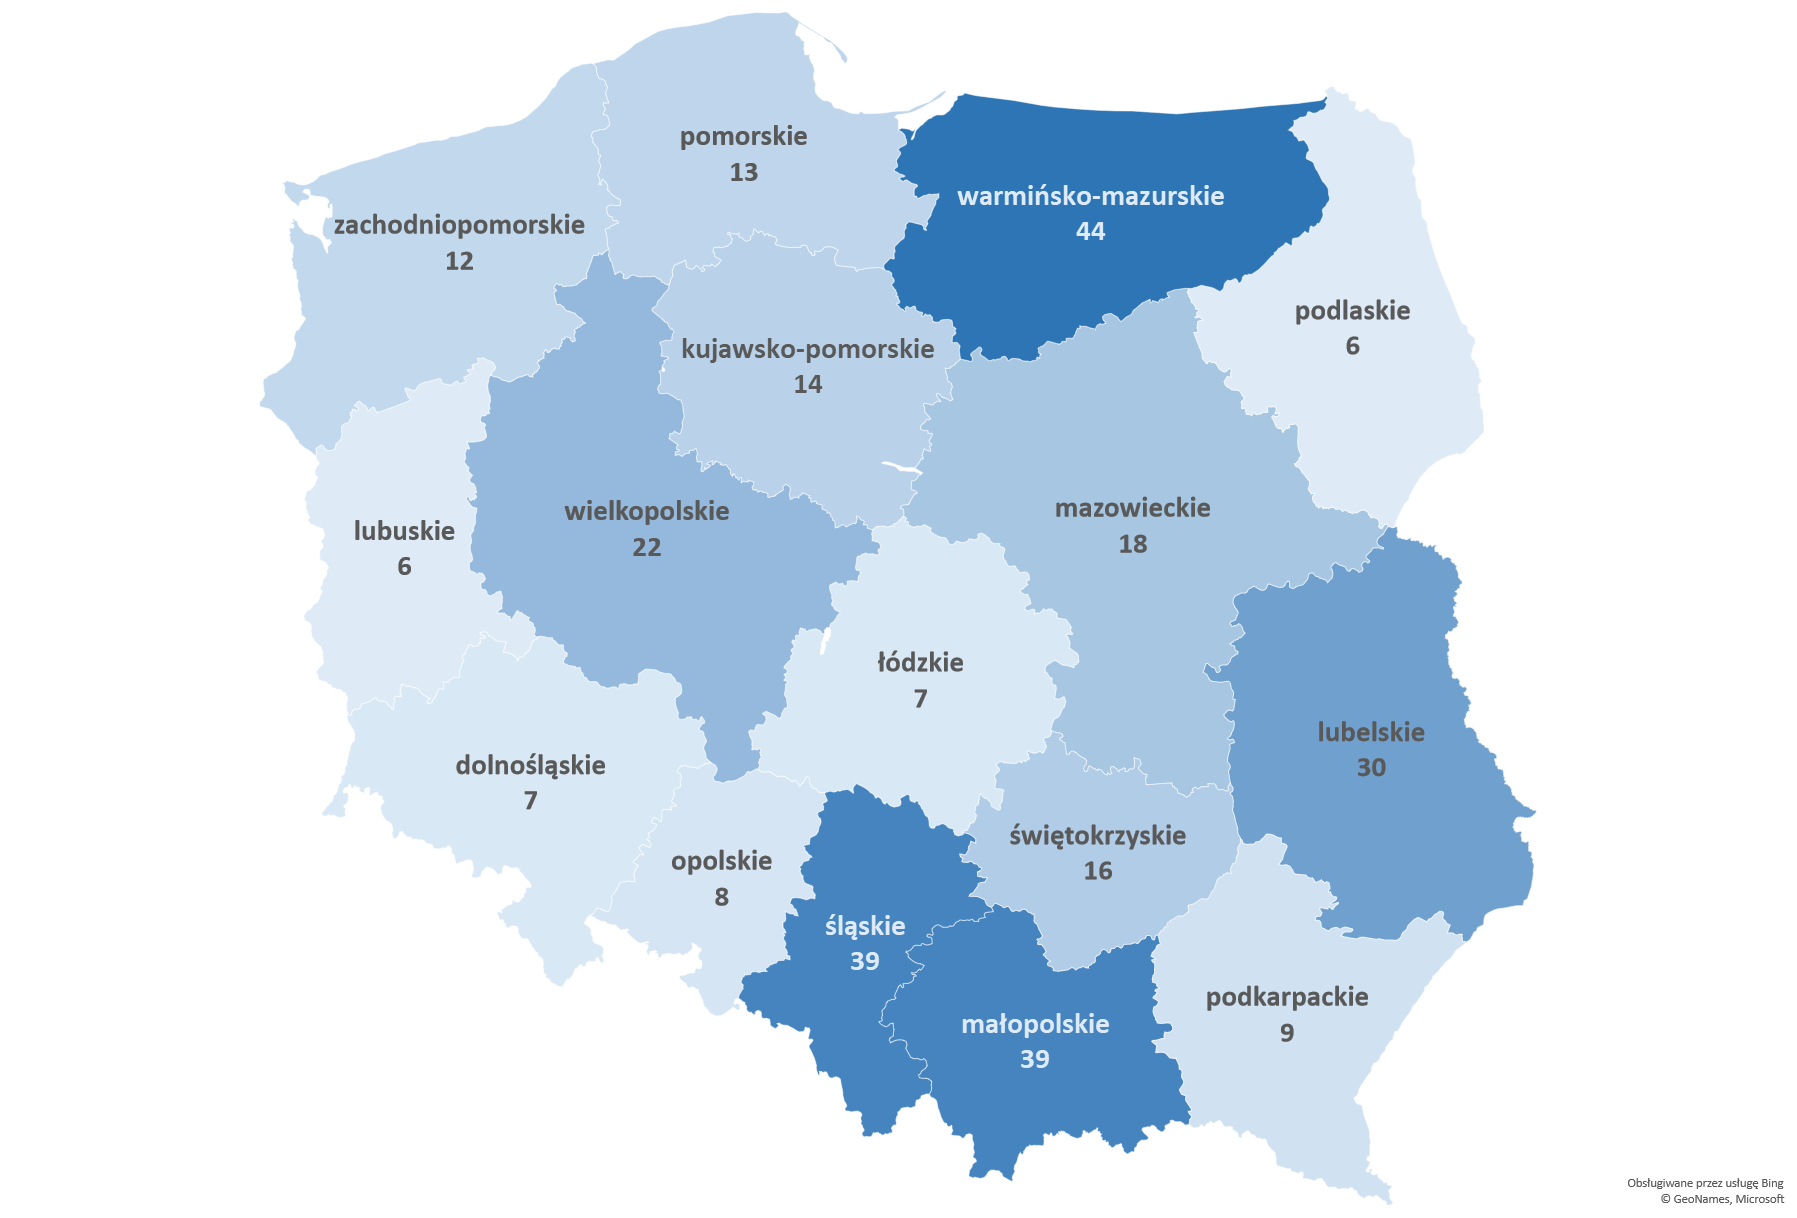 pomorskie
13
warmińsko-mazurskie
44
zachodniopomorskie
12
podlaskie
6
kujawsko-pomorskie
14
wielkopolskie
22
mazowieckie
18
lubuskie
6
łódzkie
7
lubelskie
30
dolnośląskie
7
świętokrzyskie
16
opolskie
8
śląskie
39
podkarpackie
9
małopolskie
39
Obsługiwane przez usługę Bing
© GeoNames, Microsoft